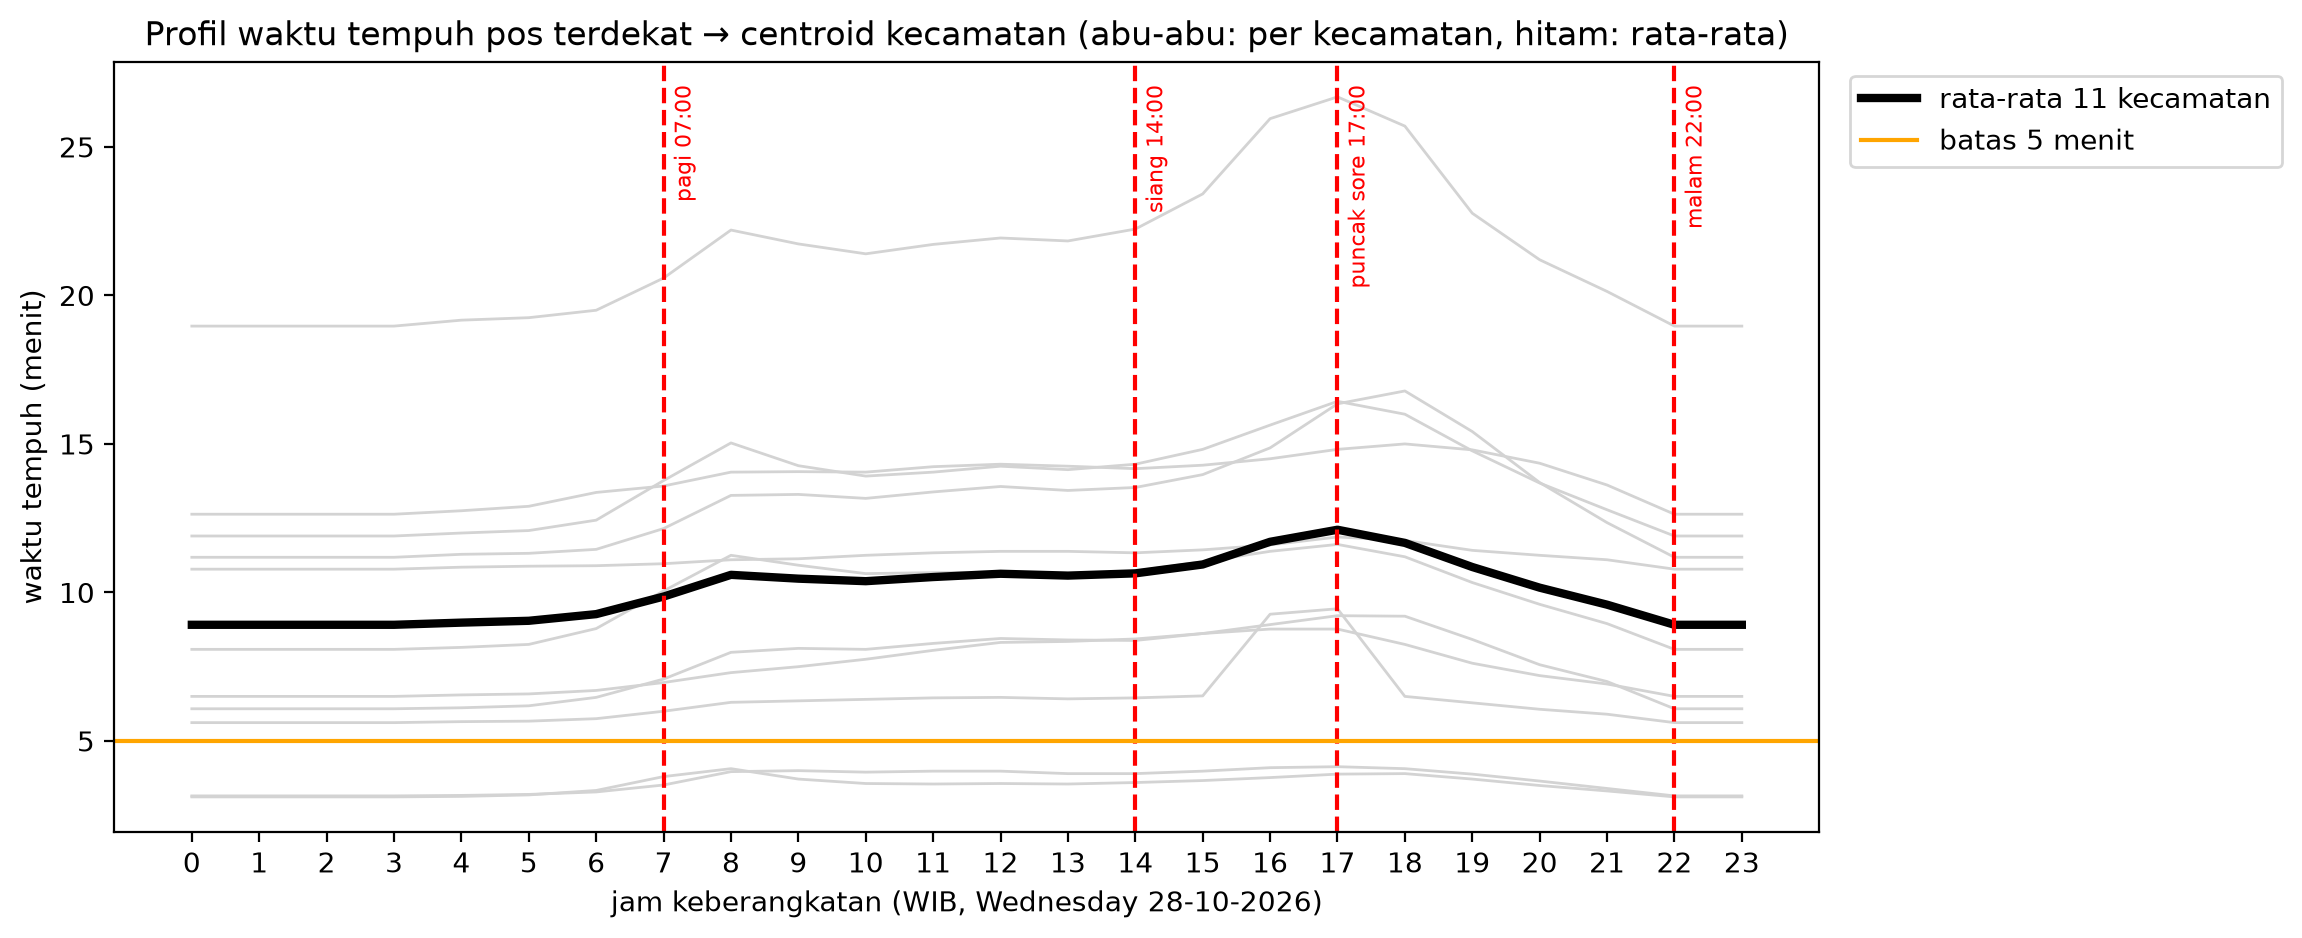 Profil waktu tempuh pos terdekat → centroid kecamatan (abu-abu: per kecamatan, hitam: rata-rata)
waktu tempuh (menit)
25
20
15
10
5
pagi 07:00
siang 14:00
puncak sore 17:00
malam 22:00
rata-rata 11 kecamatan
batas 5 menit
0 1 2 3 4 5 6 7 8 9 10 11 12 13 14 15 16 17 18 19 20 21 22 23
jam keberangkatan (WIB, Wednesday 28-10-2026)